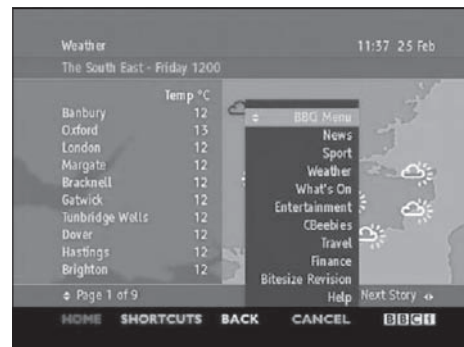 Weather
11:37 25 Feb
The South East - Friday 1200
Temp °C
Banbury 12
Oxford 13
London 12
Margate 12
Bracknell 12
Gatwick 12
Tunbridge Wells 12
Dover 12
Hastings 12
Brighton 12
Page 1 of 9
BBCi Menu
News
Sport
Weather
What's On
Entertainment
CBeebies
Travel
Finance
Bitesize Revision
Help
Next Story
HOME SHORTCUTS BACK CANCEL BBCi